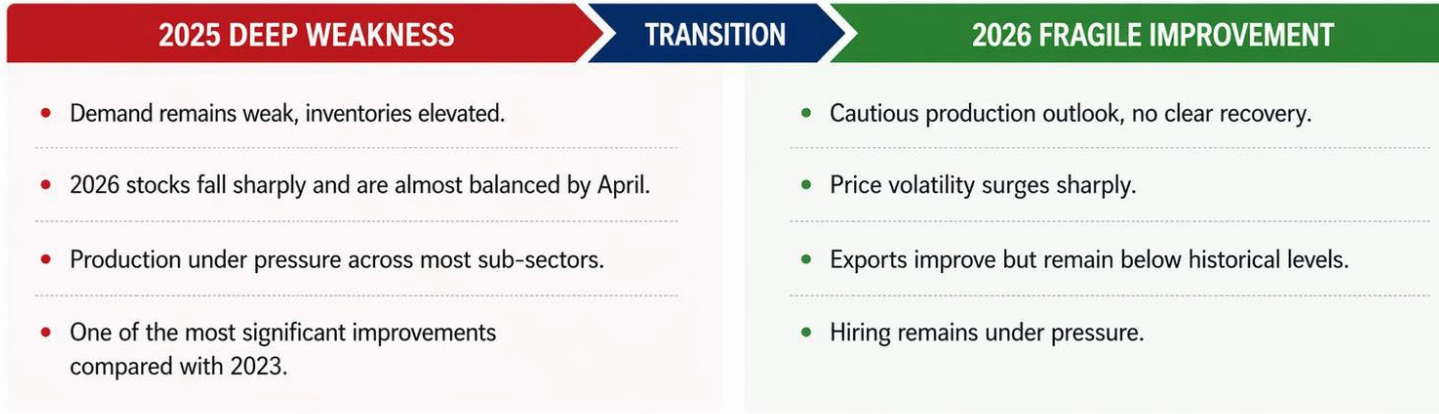 2025 DEEP WEAKNESS
TRANSITION
2026 FRAGILE IMPROVEMENT
• Demand remains weak, inventories elevated.
• 2026 stocks fall sharply and are almost balanced by April.
• Production under pressure across most sub-sectors.
• One of the most significant improvements
compared with 2023.
• Cautious production outlook, no clear recovery.
• Price volatility surges sharply.
• Exports improve but remain below historical levels.
• Hiring remains under pressure.